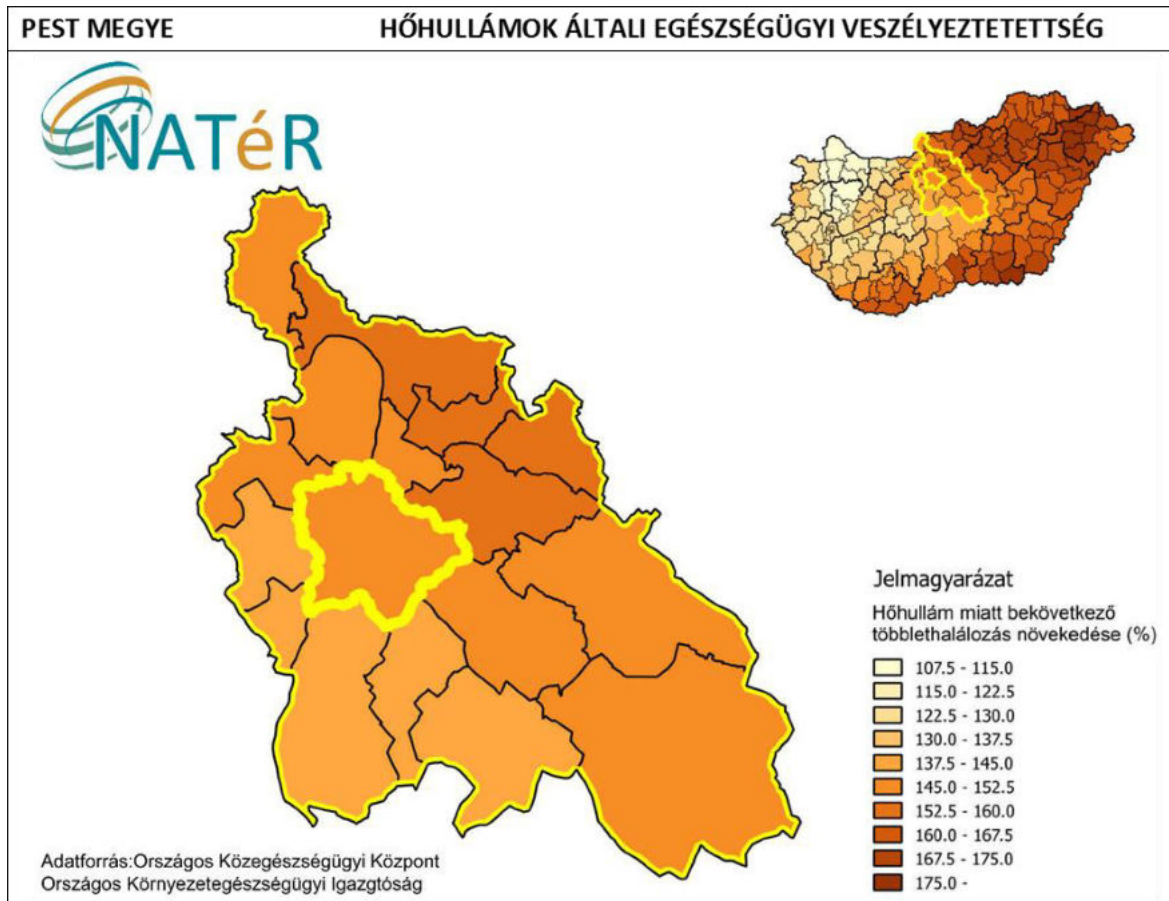 PEST MEGYE
HŐHULLÁMOK ÁLTALI EGÉSZSÉGÜGYI VESZÉLYEZTETETTSÉG
NATéR
Jelmagyarázat
Hőhullám miatt bekövetkező
többlethalálozás növekedése (%)
107.5 - 115.0
115.0 - 122.5
122.5 - 130.0
130.0 - 137.5
137.5 - 145.0
145.0 - 152.5
152.5 - 160.0
160.0 - 167.5
167.5 - 175.0
175.0 -
Adatforrás:Országos Közegészségügyi Központ
Országos Környezetegészségügyi Igazgtóság